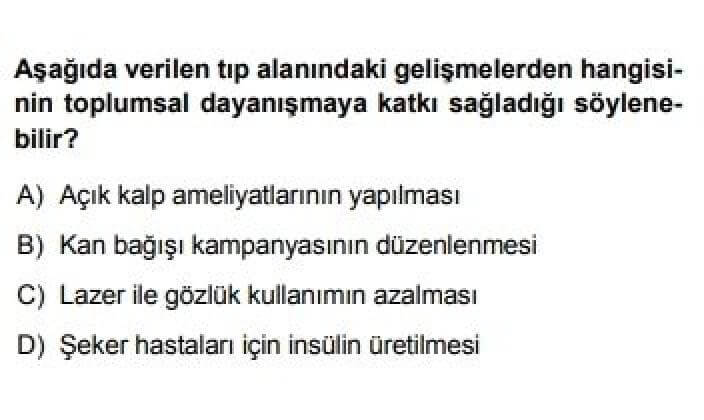 Aşağıda verilen tıp alanındaki gelişmelerden hangisi-
nin toplumsal dayanışmaya katkı sağladığı söylene-
bilir?
A) Açık kalp ameliyatlarının yapılması
B) Kan bağışı kampanyasının düzenlenmesi
C) Lazer ile gözlük kullanımın azalması
D) Şeker hastaları için insülin üretilmesi